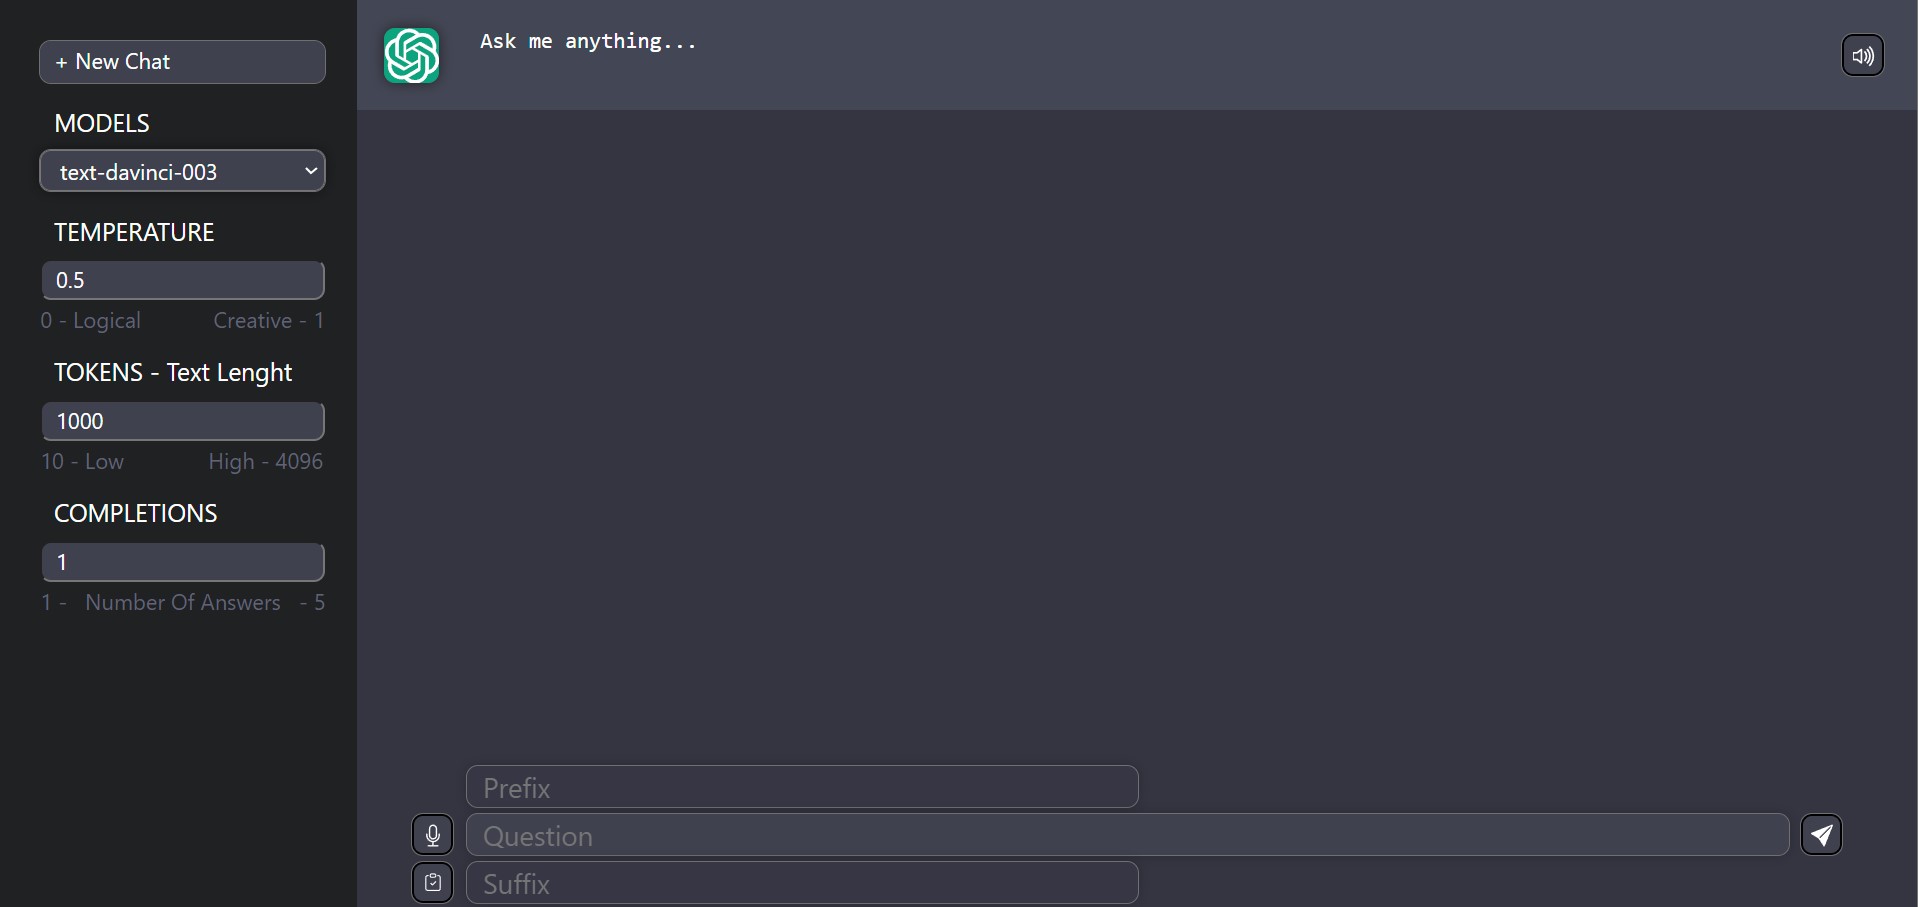 + New Chat
MODELS
text-davinci-003
TEMPERATURE
0.5
0 - Logical Creative - 1
TOKENS - Text Lenght
1000
10 - Low High - 4096
COMPLETIONS
1
1 - Number Of Answers - 5
Ask me anything...
Prefix
Question
Suffix